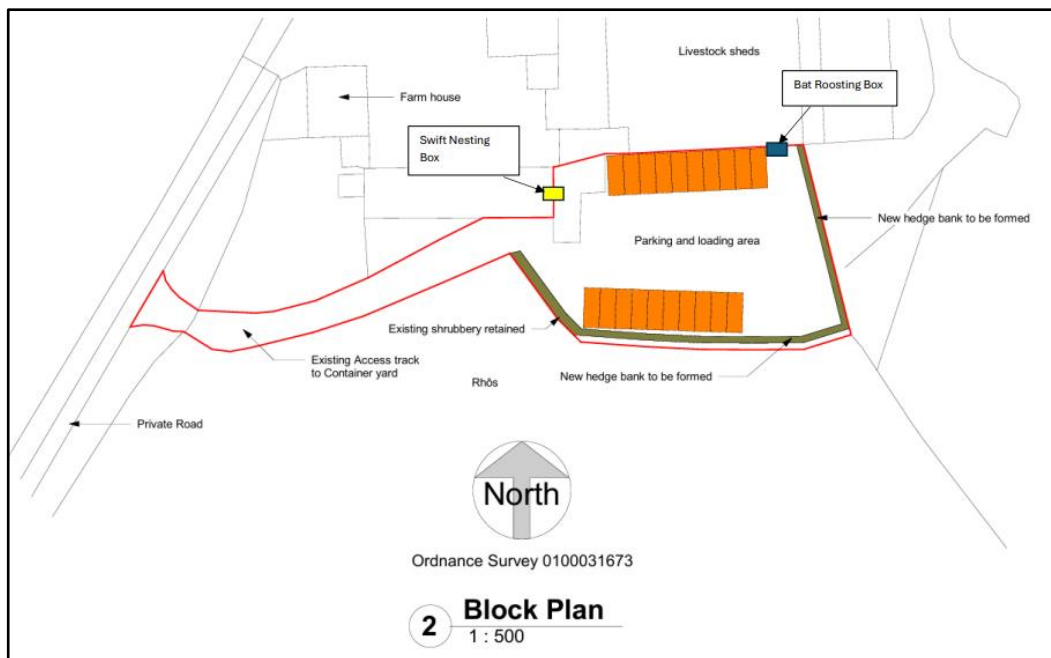 Livestock sheds
Bat Roosting Box
Farm house
Swift Nesting
Box
New hedge bank to be formed
Parking and loading area
Existing shrubbery retained
Existing Access track
to Container yard
New hedge bank to be formed
Rhôs
Private Road
North
Ordnance Survey 0100031673
2
Block Plan
1 : 500